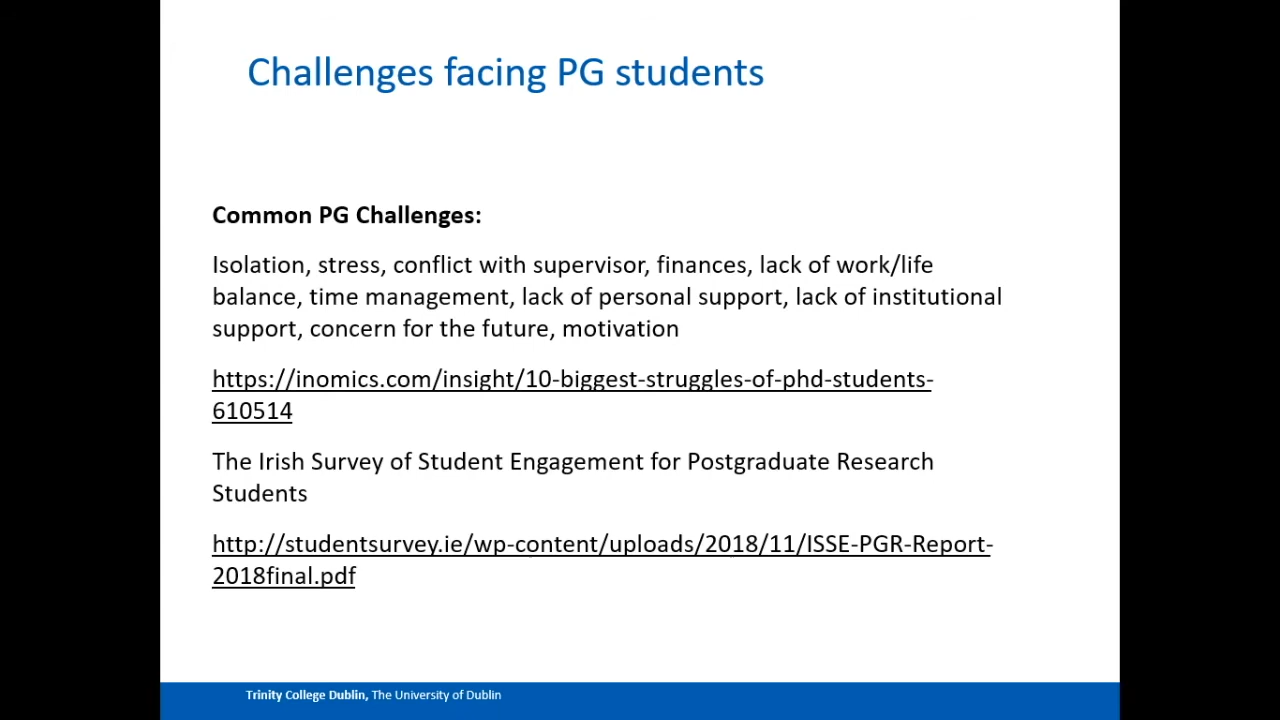 Challenges facing PG students
Common PG Challenges:
Isolation, stress, conflict with supervisor, finances, lack of work/life
balance, time management, lack of personal support, lack of institutional
support, concern for the future, motivation
https://inomics.com/insight/10-biggest-struggles-of-phd-students-
610514
The Irish Survey of Student Engagement for Postgraduate Research
Students
http://studentsurvey.ie/wp-content/uploads/2018/11/ISSE-PGR-Report-
2018final.pdf
Trinity College Dublin, The University of Dublin